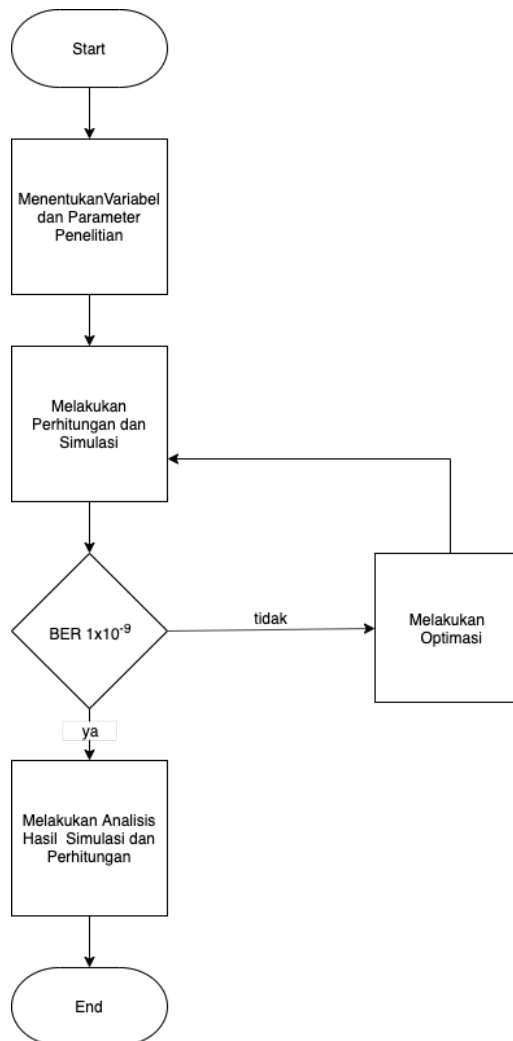 Start
MenentukanVariabel
dan Parameter
Penelitian
Melakukan
Perhitungan dan
Simulasi
BER 1x10⁻⁹
tidak
Melakukan
Optimasi
ya
Melakukan Analisis
Hasil Simulasi dan
Perhitungan
End